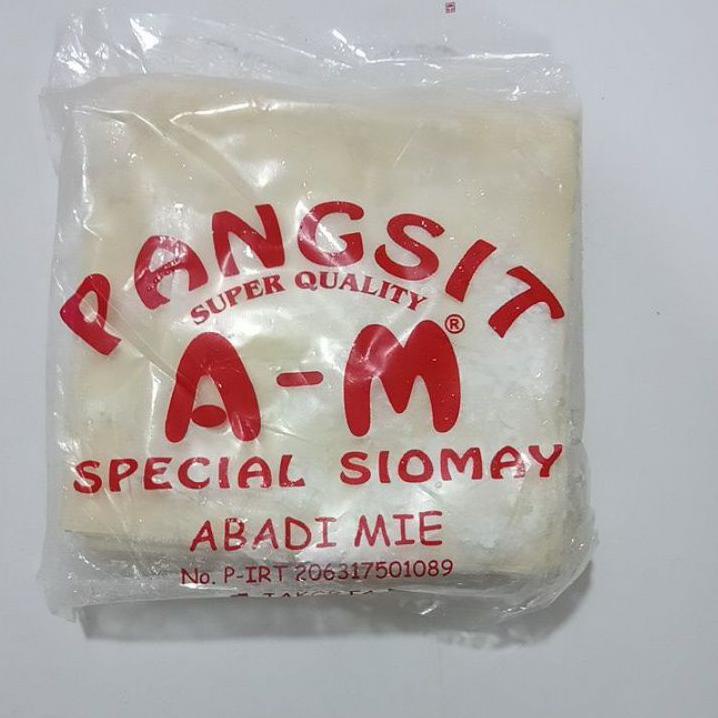 PANGSIT
SUPER QUALITY
A-M®
SPECIAL SIOMAY
ABADI MIE
No. P-IRT 206317501089